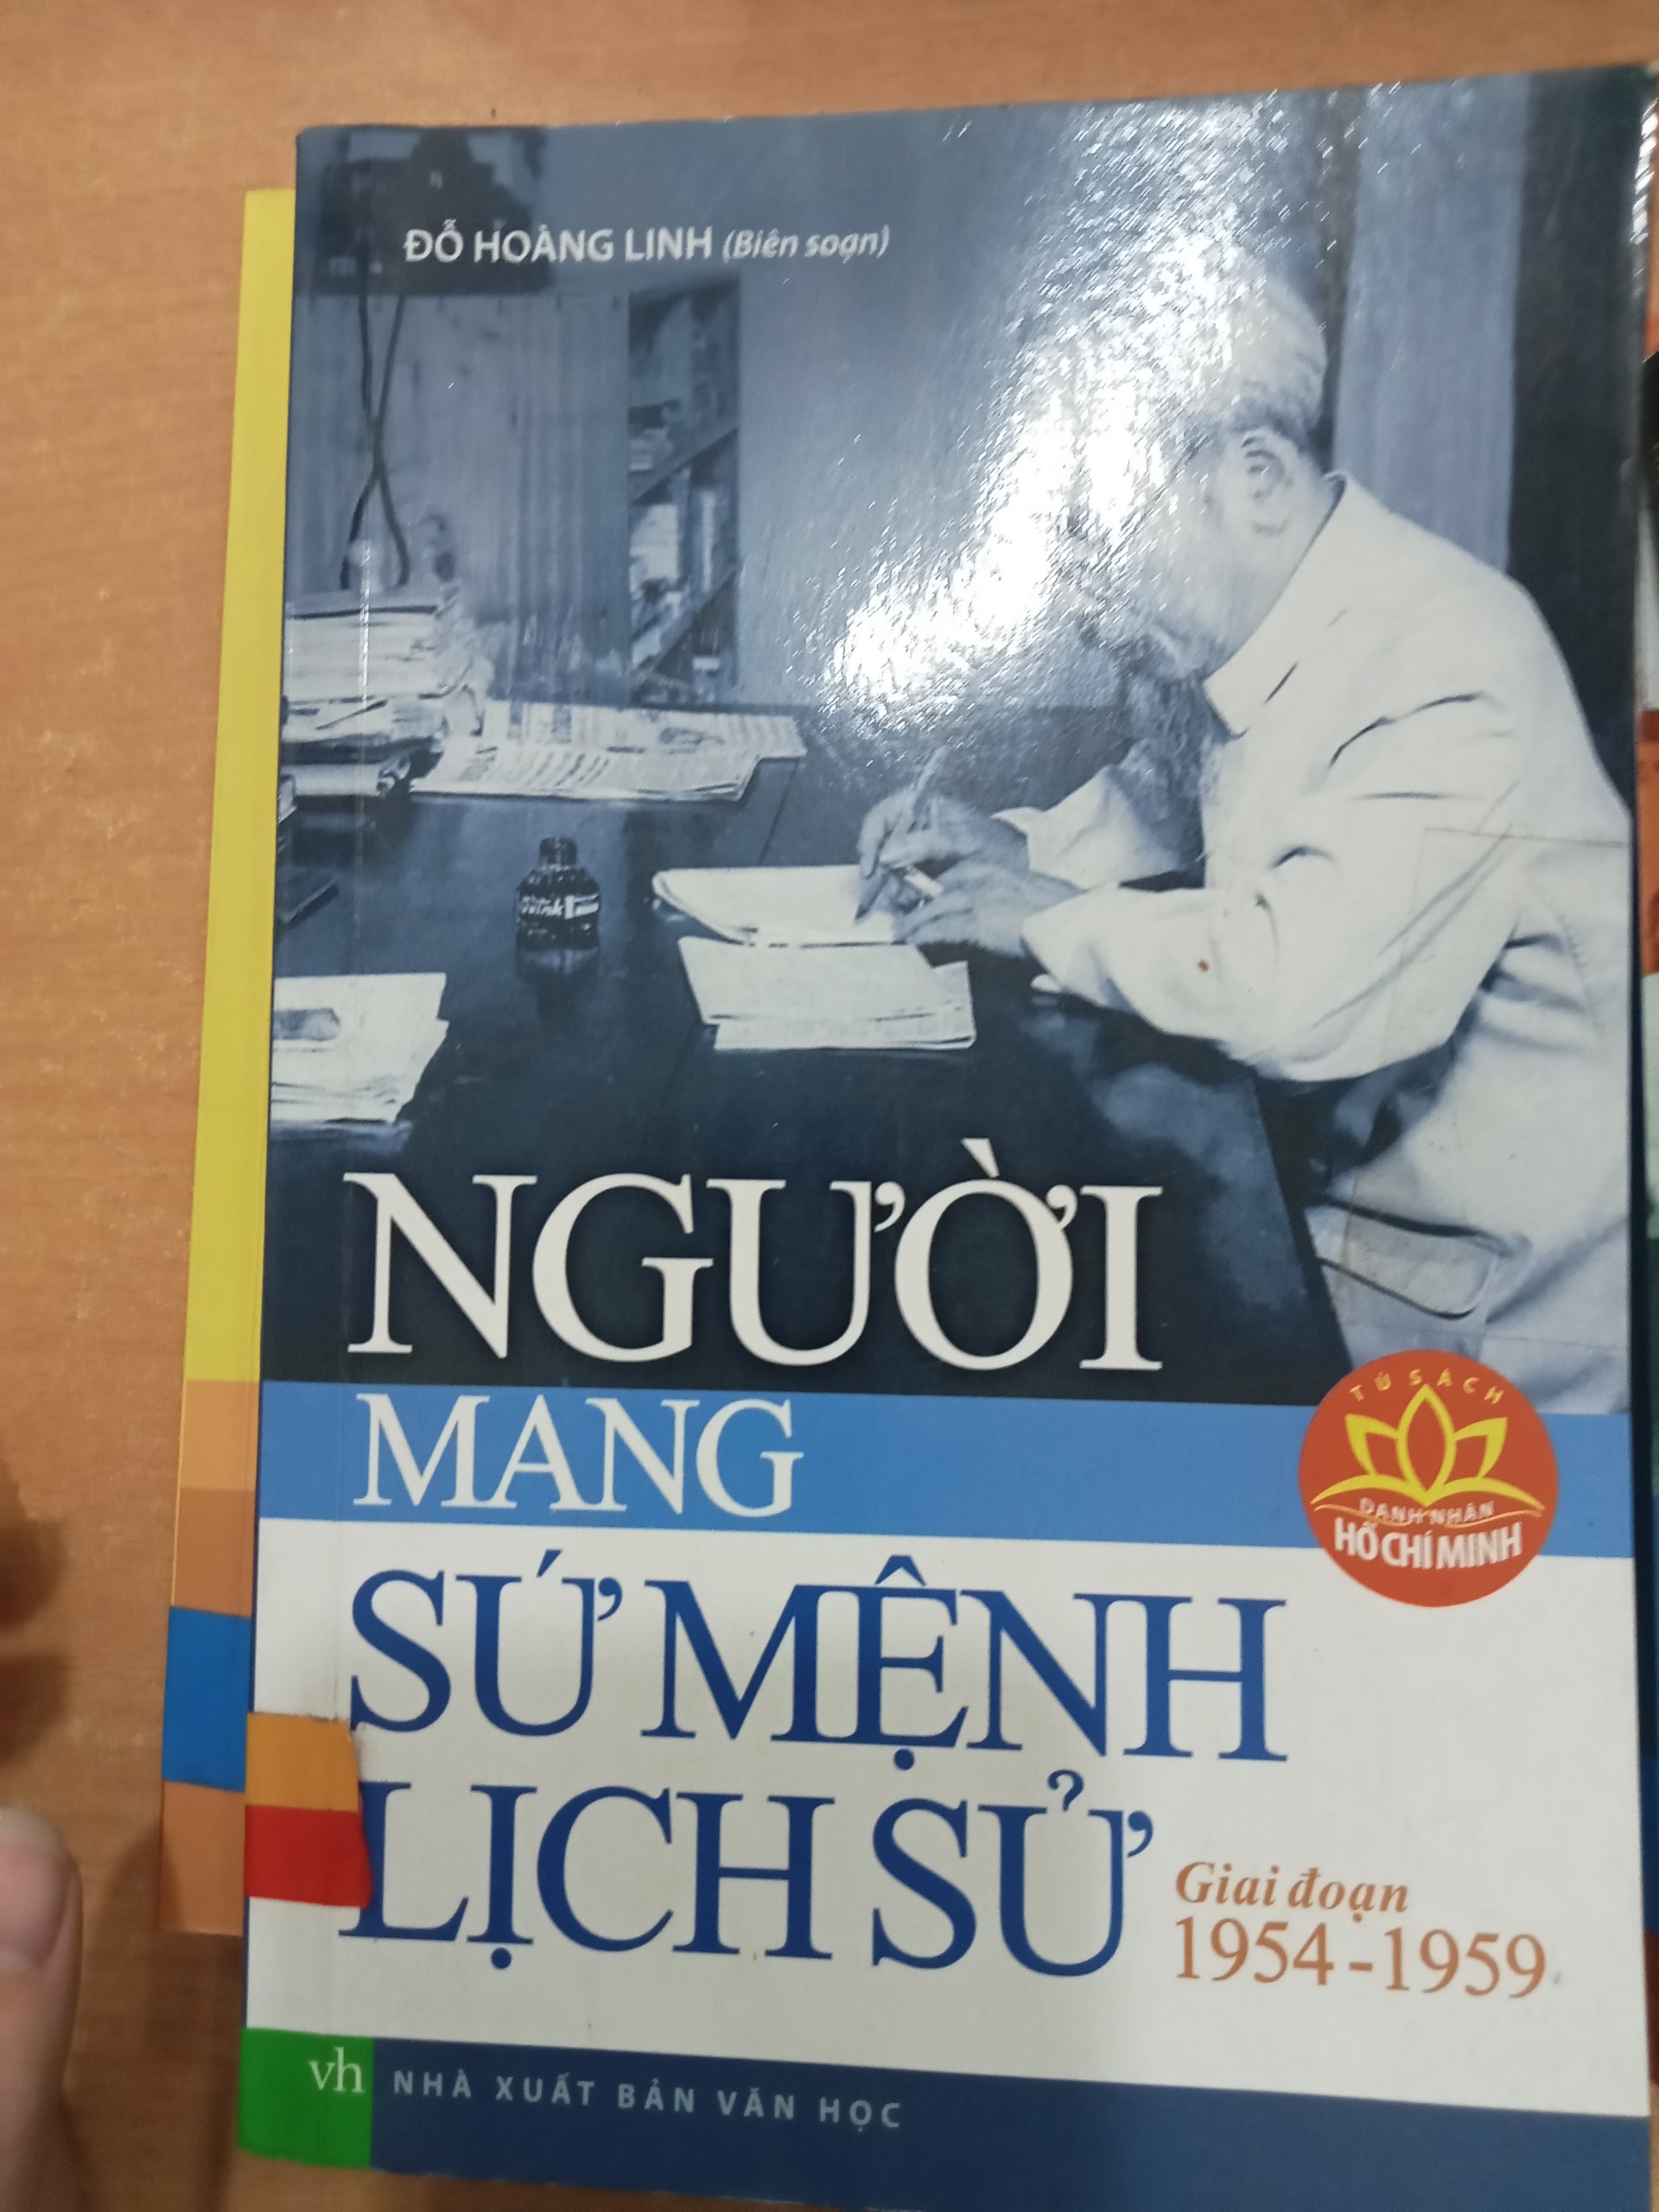 ĐỖ HOÀNG LINH (Biên soạn)
NGƯỜI
MANG
SỨ MỆNH
LỊCH SỬ
Giai đoạn
1954-1959
TỦ SÁCH
DANH NHÂN
HỒ CHÍ MINH
vh NHÀ XUẤT BẢN VĂN HỌC